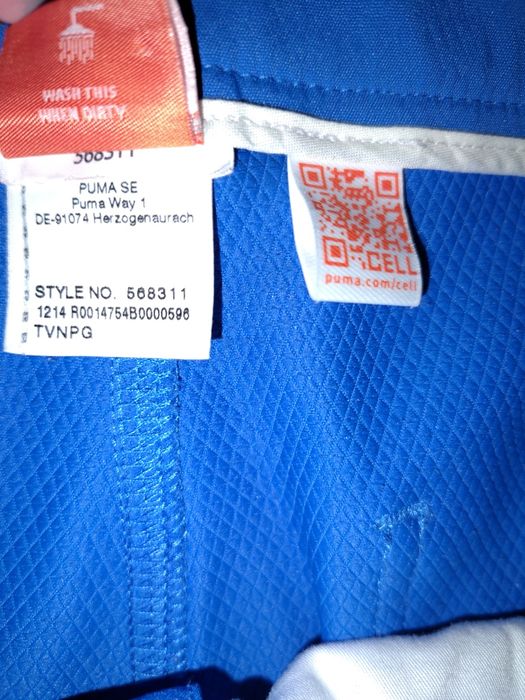 WASH THIS
WHEN DIRTY
568311
PUMA SE
Puma Way 1
DE-91074 Herzogenaurach
STYLE NO. 568311
1214 R0014754B0000596
TVNPG
CELL
puma.com/cell